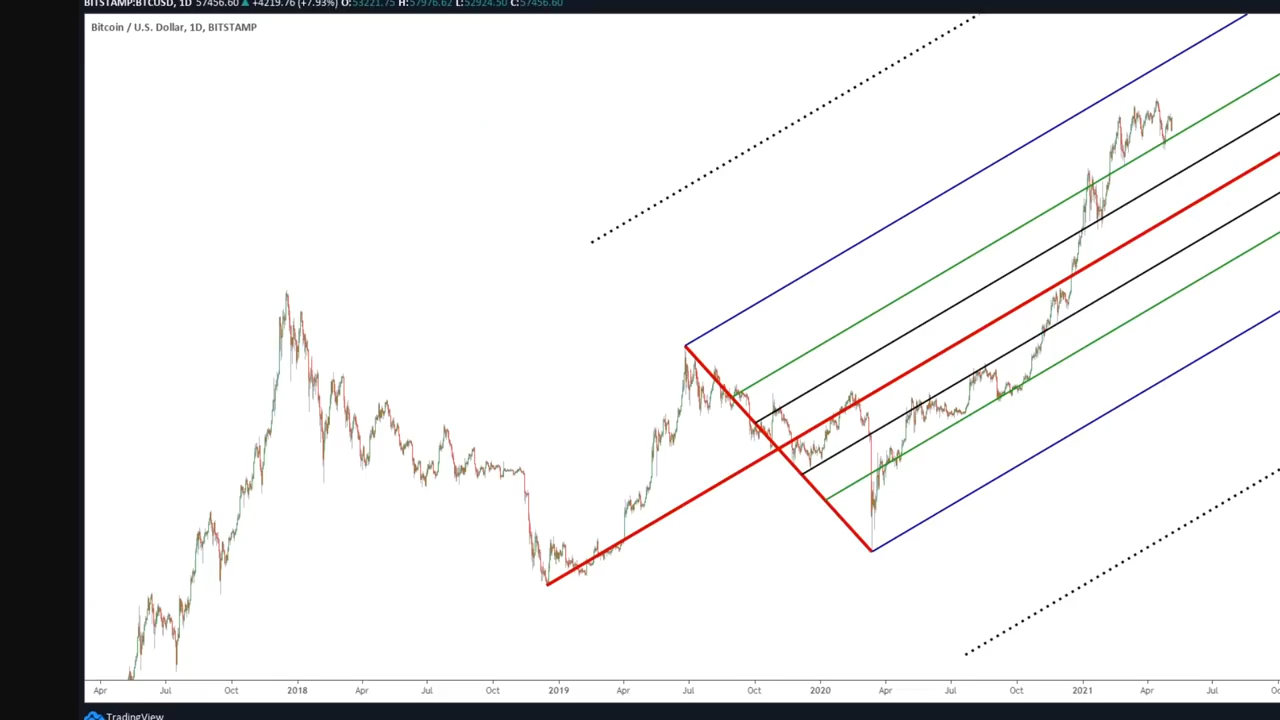 BITSTAMP:BTCUSD, 1D 57456.60 ▲ +4219.76 (+7.93%) O:53221.75 H:57976.62 L:52924.50 C:57456.60
Bitcoin / U.S. Dollar, 1D, BITSTAMP
Apr Jul Oct 2018 Apr Jul Oct 2019 Apr Jul Oct 2020 Apr Jul Oct 2021 Apr Jul Oc
TradingView